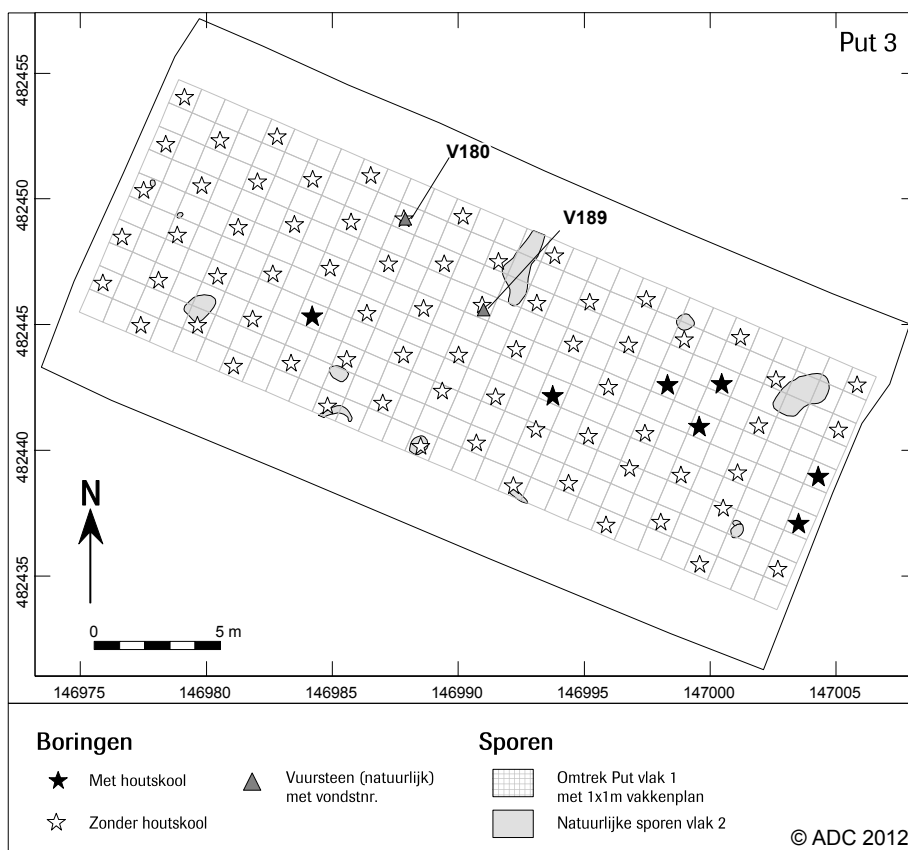 Put 3
482455
482450
482445
482440
482435
V180
V189
N
0 5 m
146975 146980 146985 146990 146995 147000 147005
Boringen
Met houtskool
Zonder houtskool
Vuursteen (natuurlijk)
met vondstnr.
Sporen
Omtrek Put vlak 1
met 1x1m vakkenplan
Natuurlijke sporen vlak 2
© ADC 2012